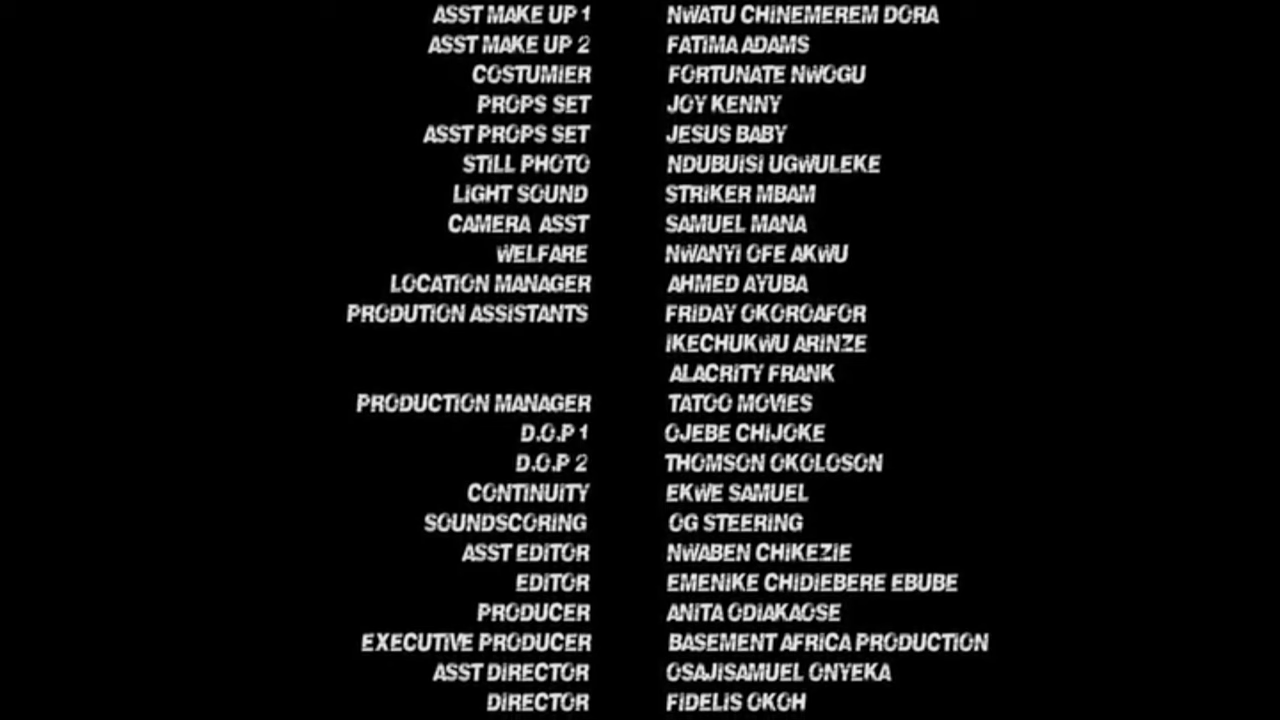 ASST MAKE UP 1 NWATU CHINEMEREM DORA
ASST MAKE UP 2 FATIMA ADAMS
COSTUMIER FORTUNATE NWOGU
PROPS SET JOY KENNY
ASST PROPS SET JESUS BABY
STILL PHOTO NDUBUISI UGWULEKE
LIGHT SOUND STRIKER MBAM
CAMERA ASST SAMUEL MANA
WELFARE NWANYI OFE AKWU
LOCATION MANAGER AHMED AYUBA
PRODUTION ASSISTANTS FRIDAY OKOROAFOR
IKECHUKWU ARINZE
ALACRITY FRANK
PRODUCTION MANAGER TATOO MOVIES
D.O.P 1 OJEBE CHIJOKE
D.O.P 2 THOMSON OKOLOSON
CONTINUITY EKWE SAMUEL
SOUNDSCORING OG STEERING
ASST EDITOR NWABEN CHIKEZIE
EDITOR EMENIKE CHIDIEBERE EBUBE
PRODUCER ANITA ODIAKAOSE
EXECUTIVE PRODUCER BASEMENT AFRICA PRODUCTION
ASST DIRECTOR OSAJISAMUEL ONYEKA
DIRECTOR FIDELIS OKOH